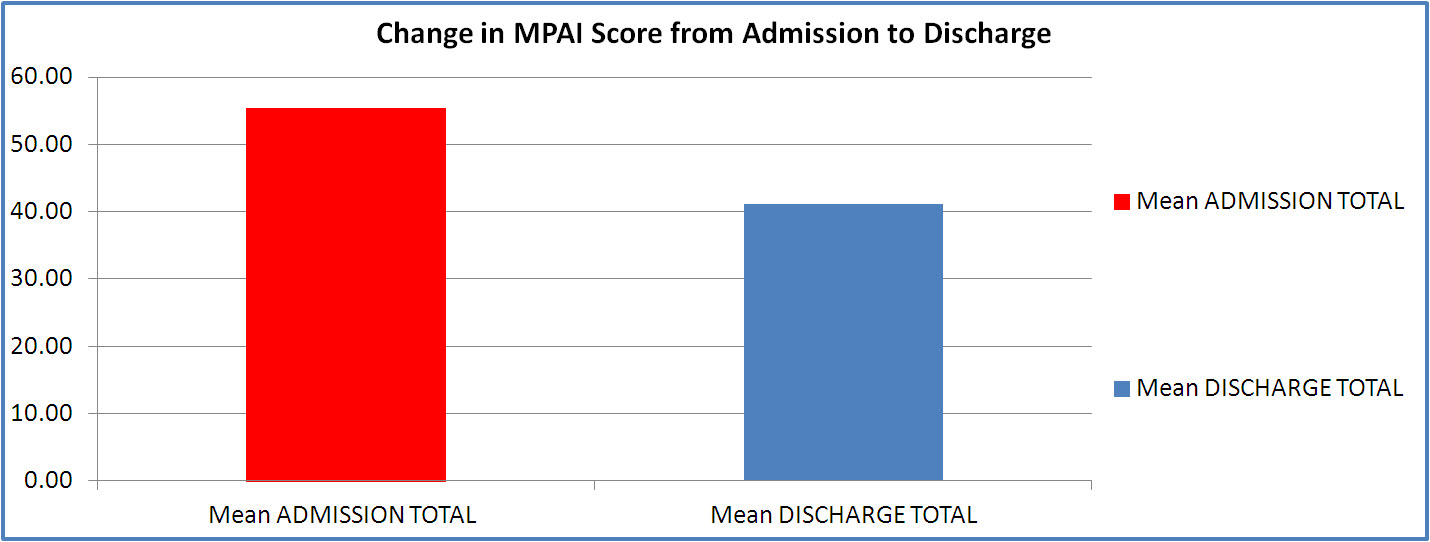 Change in MPAI Score from Admission to Discharge
60.00
50.00
40.00
30.00
20.00
10.00
0.00
Mean ADMISSION TOTAL
Mean DISCHARGE TOTAL
Mean ADMISSION TOTAL
Mean DISCHARGE TOTAL